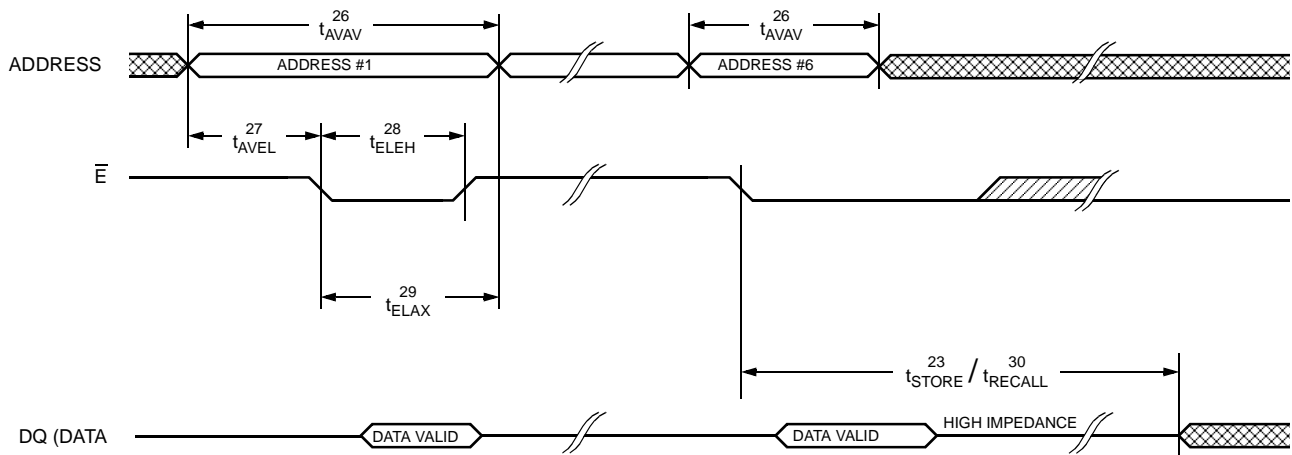 26
tAVAV
26
tAVAV
ADDRESS
ADDRESS #1
ADDRESS #6
27
tAVEL
28
tELEH
E
29
tELAX
23
tSTORE / tRECALL
30
DQ (DATA
DATA VALID
DATA VALID
HIGH IMPEDANCE